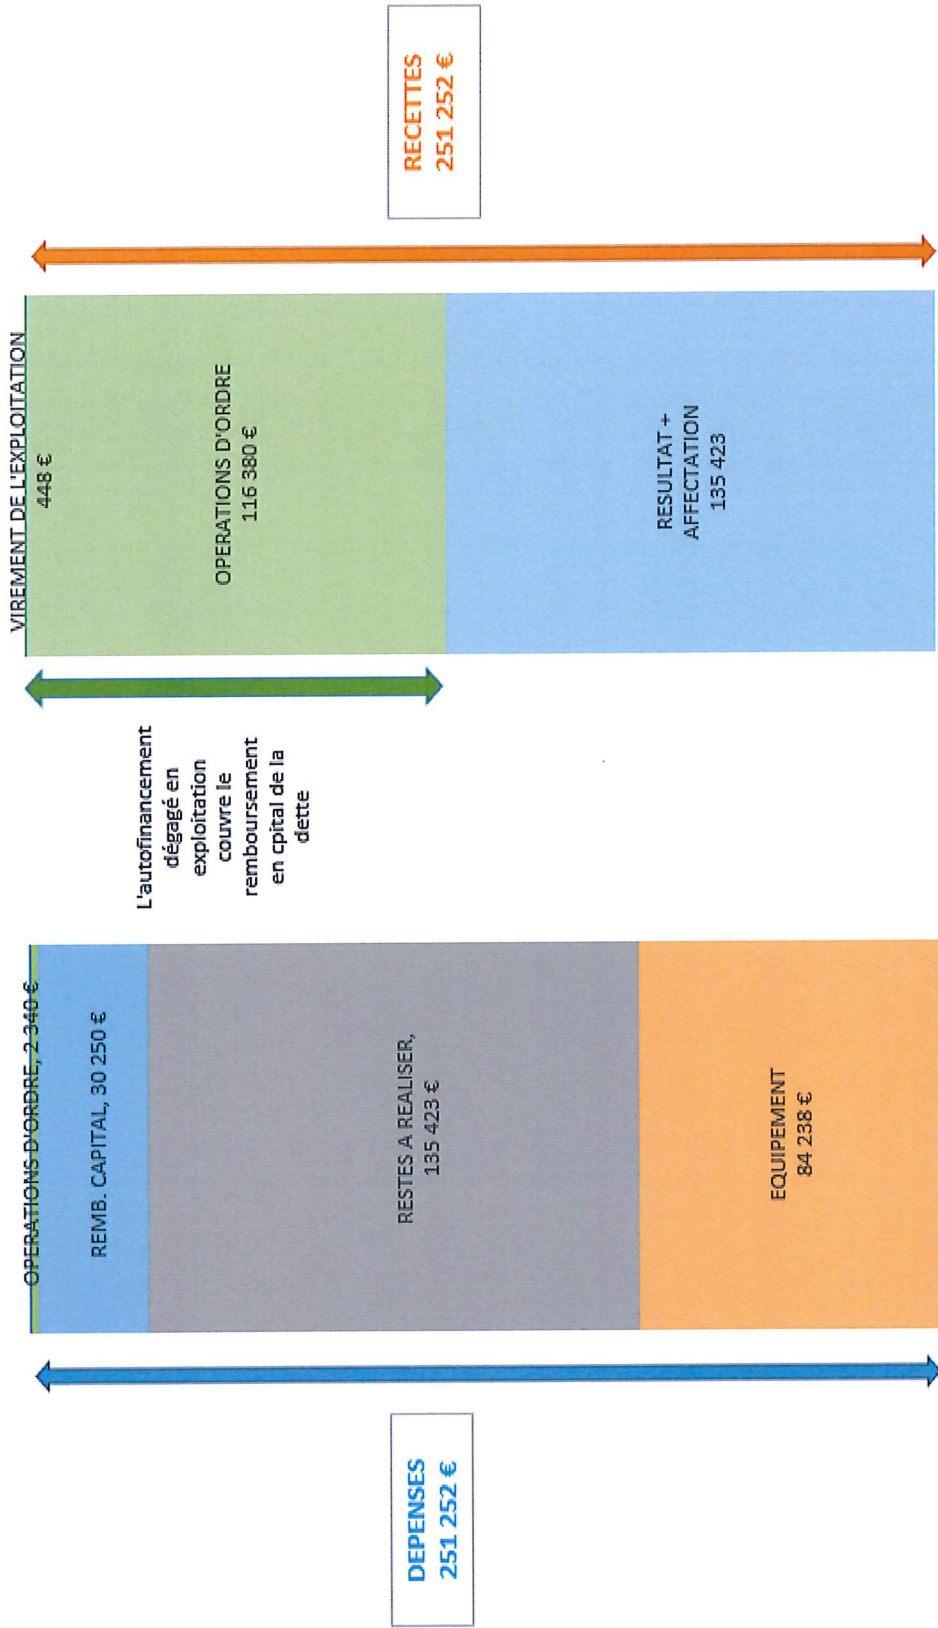 DEPENSES
251 252 €
OPERATIONS D'ORDRE, 2 340 €
REMB. CAPITAL, 30 250 €
RESTES A REALISER,
135 423 €
EQUIPEMENT
84 238 €
L'autofinancement
dégagé en
exploitation
couvre le
remboursement
en cpital de la
dette
VIREMENT DE L'EXPLOITATION
448 €
OPERATIONS D'ORDRE
116 380 €
RESULTAT +
AFFECTATION
135 423
RECETTES
251 252 €